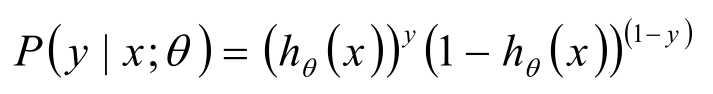 P(y | x; θ) = (h_θ(x))^y (1 − h_θ(x))^(1−y)